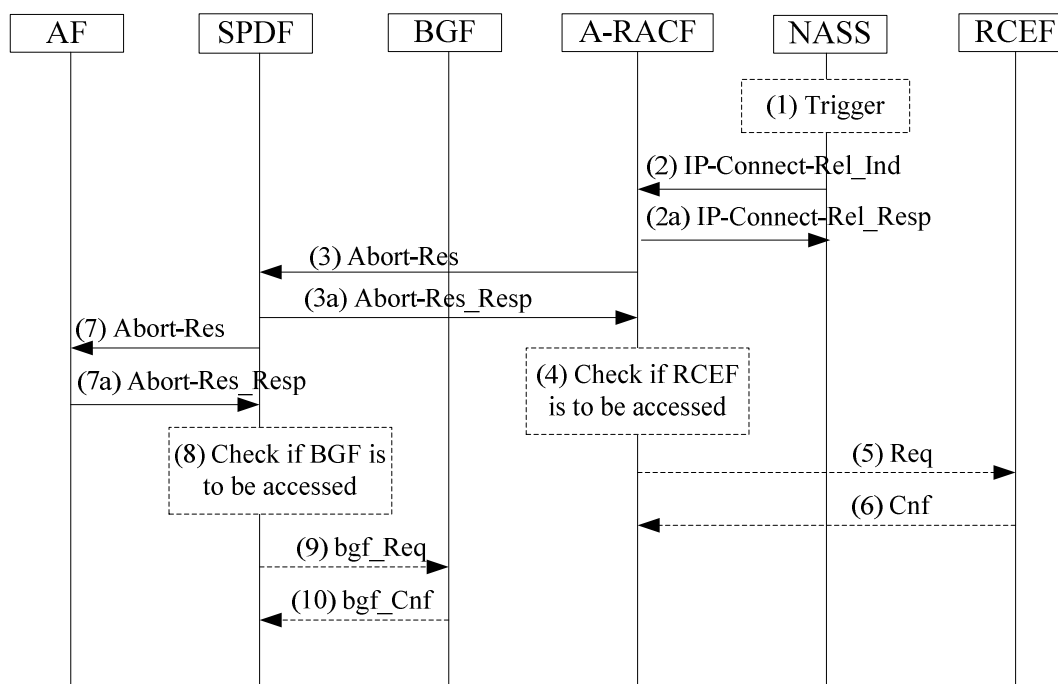 AF
SPDF
BGF
A-RACF
NASS
RCEF
(1) Trigger
(2) IP-Connect-Rel_Ind
(2a) IP-Connect-Rel_Resp
(3) Abort-Res
(3a) Abort-Res_Resp
(7) Abort-Res
(7a) Abort-Res_Resp
(4) Check if RCEF
is to be accessed
(8) Check if BGF is
to be accessed
(5) Req
(6) Cnf
(9) bgf_Req
(10) bgf_Cnf